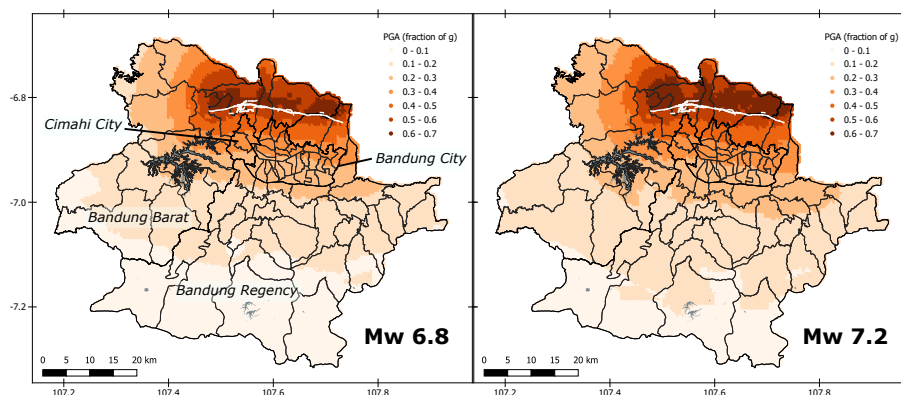 PGA (fraction of g)
0 - 0.1
0.1 - 0.2
0.2 - 0.3
0.3 - 0.4
0.4 - 0.5
0.5 - 0.6
0.6 - 0.7
-6.8
-7.0
-7.2
Cimahi City
Bandung City
Bandung Barat
Bandung Regency
Mw 6.8
0 5 10 15 20 km
107.2 107.4 107.6 107.8
PGA (fraction of g)
0 - 0.1
0.1 - 0.2
0.2 - 0.3
0.3 - 0.4
0.4 - 0.5
0.5 - 0.6
0.6 - 0.7
Mw 7.2
0 5 10 15 20 km
107.2 107.4 107.6 107.8